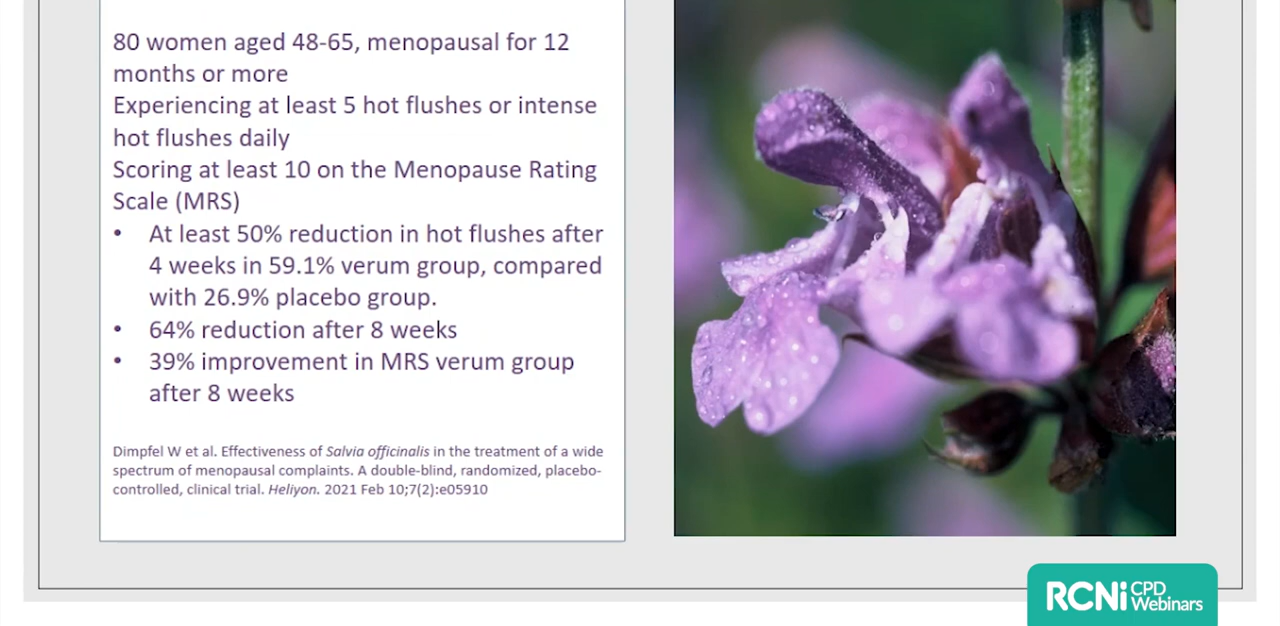 80 women aged 48-65, menopausal for 12
months or more
Experiencing at least 5 hot flushes or intense
hot flushes daily
Scoring at least 10 on the Menopause Rating
Scale (MRS)
• At least 50% reduction in hot flushes after
4 weeks in 59.1% verum group, compared
with 26.9% placebo group.
• 64% reduction after 8 weeks
• 39% improvement in MRS verum group
after 8 weeks
Dimpfel W et al. Effectiveness of Salvia officinalis in the treatment of a wide
spectrum of menopausal complaints. A double-blind, randomized, placebo-
controlled, clinical trial. Heliyon. 2021 Feb 10;7(2):e05910
RCNi CPD
Webinars